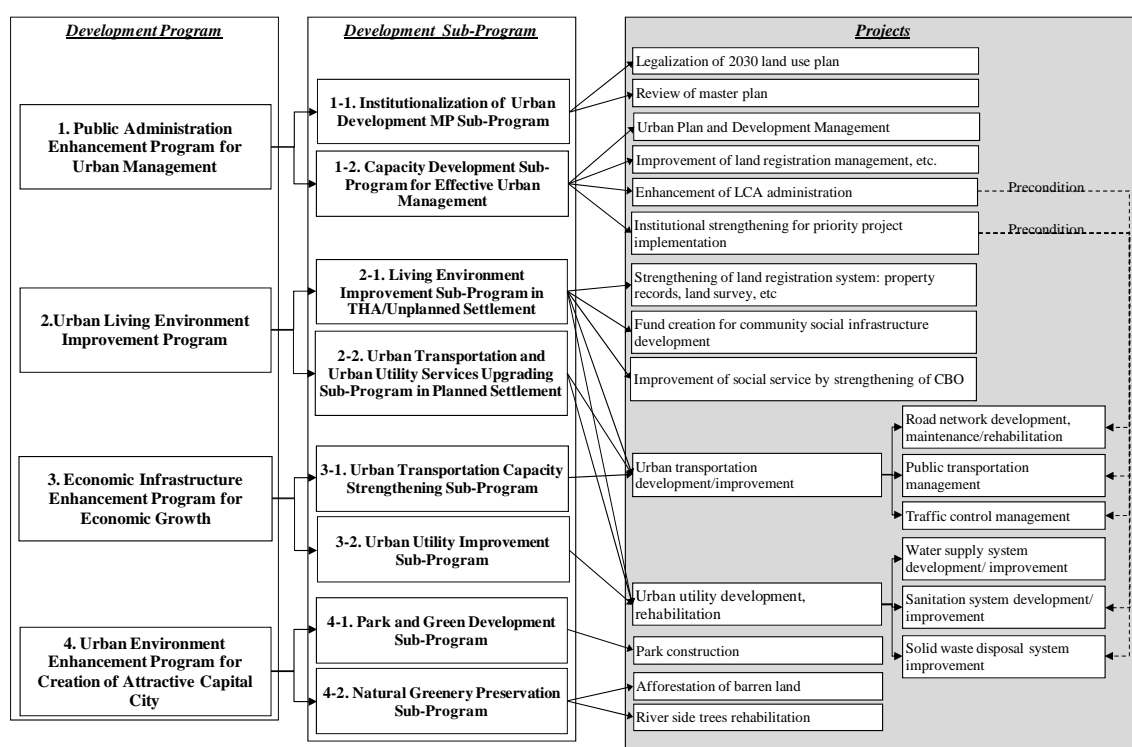 Development Program
1. Public Administration
Enhancement Program for
Urban Management
2.Urban Living Environment
Improvement Program
3. Economic Infrastructure
Enhancement Program for
Economic Growth
4. Urban Environment
Enhancement Program for
Creation of Attractive Capital
City
Development Sub-Program
1-1. Institutionalization of Urban
Development MP Sub-Program
1-2. Capacity Development Sub-
Program for Effective Urban
Management
2-1. Living Environment
Improvement Sub-Program in
THA/Unplanned Settlement
2-2. Urban Transportation and
Urban Utility Services Upgrading
Sub-Program in Planned Settlement
3-1. Urban Transportation Capacity
Strengthening Sub-Program
3-2. Urban Utility Improvement
Sub-Program
4-1. Park and Green Development
Sub-Program
4-2. Natural Greenery Preservation
Sub-Program
Projects
Legalization of 2030 land use plan
Review of master plan
Urban Plan and Development Management
Improvement of land registration management, etc.
Enhancement of LCA administration
Precondition
Institutional strengthening for priority project
implementation
Precondition
Strengthening of land registration system: property
records, land survey, etc
Fund creation for community social infrastructure
development
Improvement of social service by strengthening of CBO
Urban transportation
development/improvement
Road network development,
maintenance/rehabilitation
Public transportation
management
Traffic control management
Urban utility development,
rehabilitation
Water supply system
development/ improvement
Sanitation system development/
improvement
Solid waste disposal system
improvement
Park construction
Afforestation of barren land
River side trees rehabilitation